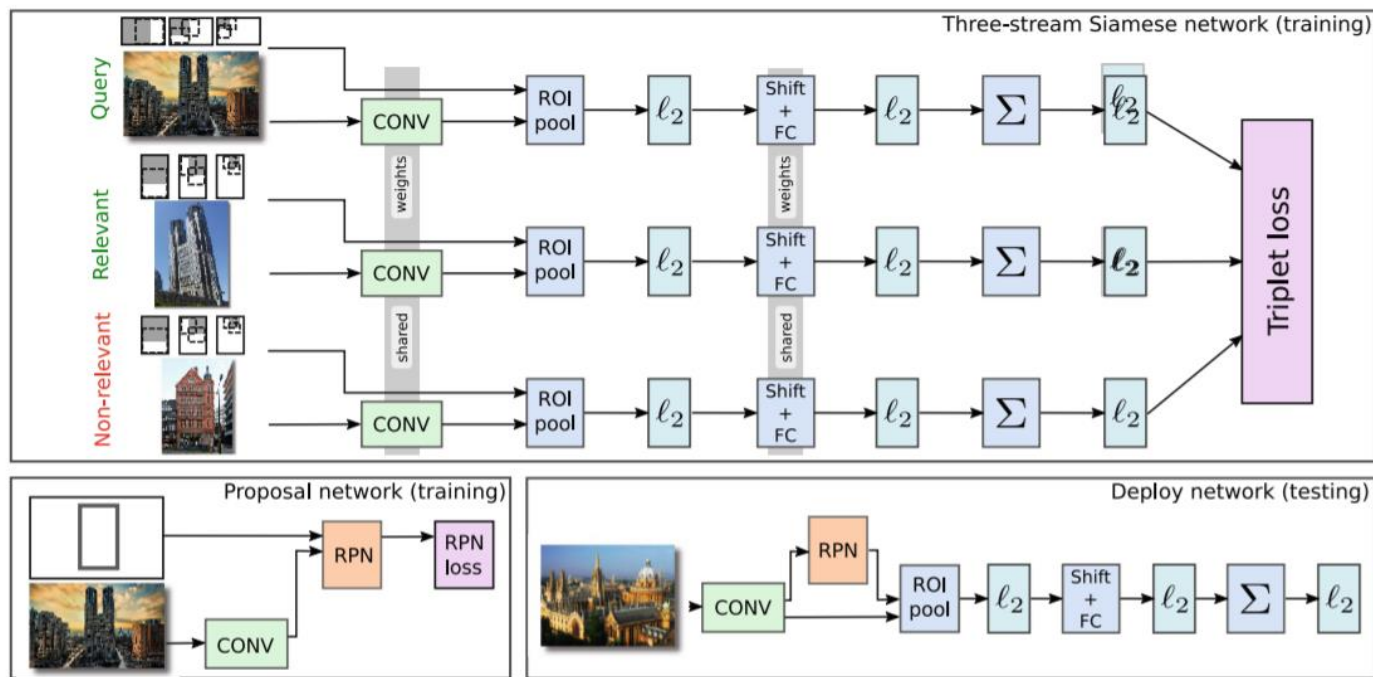 Three-stream Siamese network (training)
Query
CONV
ROI
pool
ℓ2
Shift
+
FC
ℓ2
Σ
ℓ2
weights
weights
Relevant
CONV
ROI
pool
ℓ2
Shift
+
FC
ℓ2
Σ
ℓ2
Triplet loss
shared
shared
Non-relevant
CONV
ROI
pool
ℓ2
Shift
+
FC
ℓ2
Σ
ℓ2
Proposal network (training)
RPN
RPN
loss
CONV
Deploy network (testing)
RPN
CONV
ROI
pool
ℓ2
Shift
+
FC
ℓ2
Σ
ℓ2